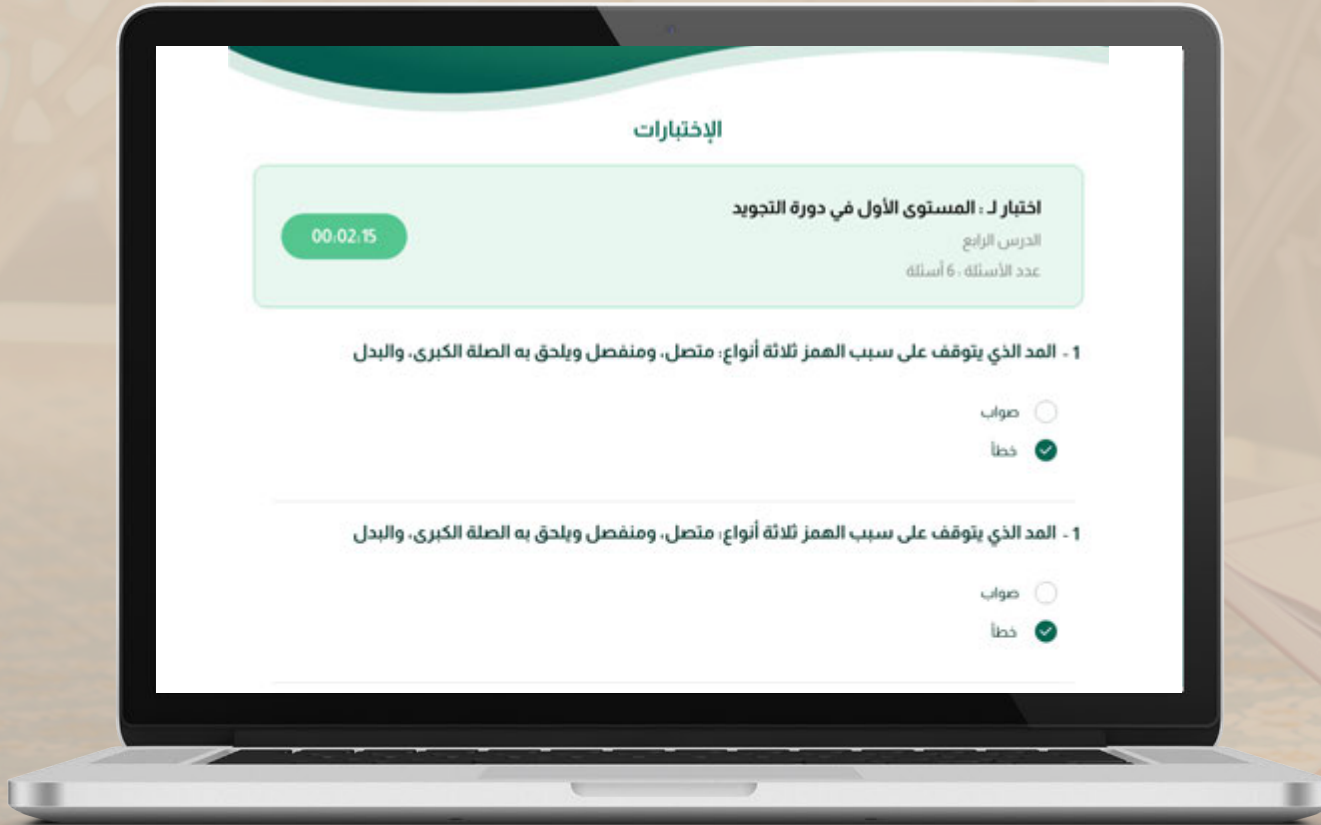 الإختبارات
اختبار لـ : المستوى الأول في دورة التجويد
00:02:15
الدرس الرابع
عدد الأسئلة : 6 أسئلة
1 - المد الذي يتوقف على سبب الهمز ثلاثة أنواع: متصل، ومنفصل ويلحق به الصلة الكبرى، والبدل
صواب
خطأ
1 - المد الذي يتوقف على سبب الهمز ثلاثة أنواع: متصل، ومنفصل ويلحق به الصلة الكبرى، والبدل
صواب
خطأ